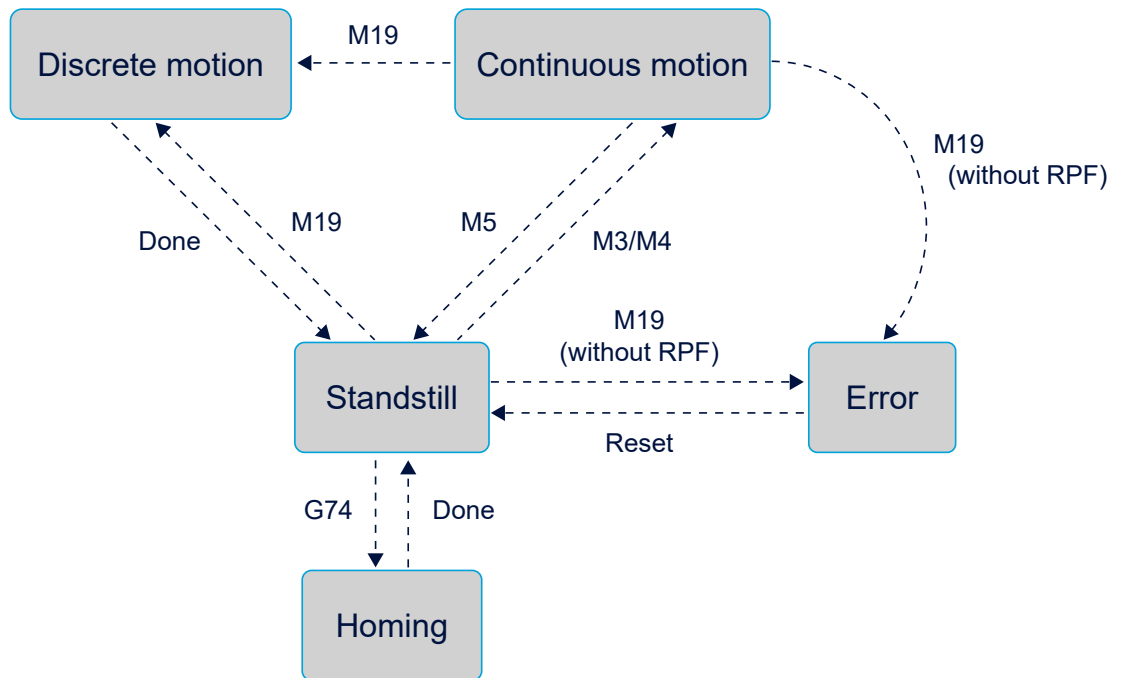 M19
Discrete motion
Continuous motion
M19
(without RPF)
M19
M5
Done
M3/M4
M19
(without RPF)
Standstill
Error
Reset
G74
Done
Homing